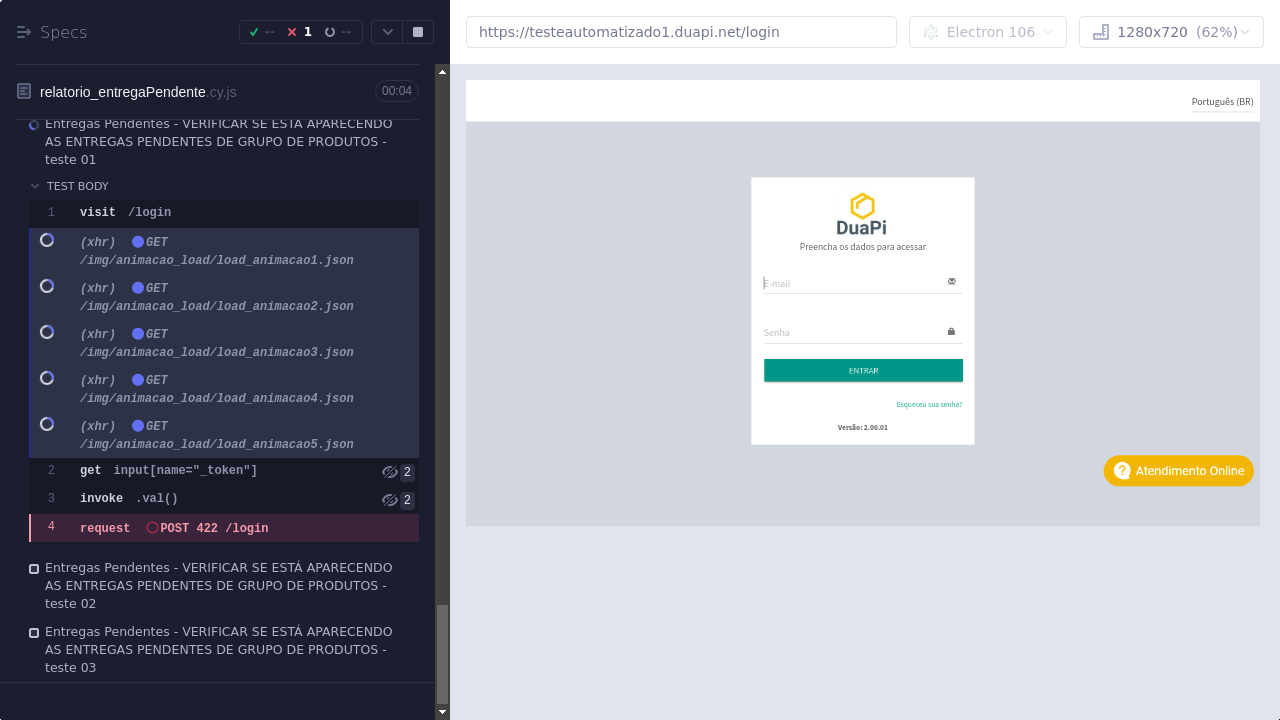 Specs
--
1
--
relatorio_entregaPendente.cy.js
00:04
Entregas Pendentes - VERIFICAR SE ESTÁ APARECENDO
AS ENTREGAS PENDENTES DE GRUPO DE PRODUTOS -
teste 01
TEST BODY
1 visit /login
(xhr) GET
/img/animacao_load/load_animacao1.json
(xhr) GET
/img/animacao_load/load_animacao2.json
(xhr) GET
/img/animacao_load/load_animacao3.json
(xhr) GET
/img/animacao_load/load_animacao4.json
(xhr) GET
/img/animacao_load/load_animacao5.json
2 get input[name="_token"] 2
3 invoke .val() 2
4 request POST 422 /login
Entregas Pendentes - VERIFICAR SE ESTÁ APARECENDO
AS ENTREGAS PENDENTES DE GRUPO DE PRODUTOS -
teste 02
Entregas Pendentes - VERIFICAR SE ESTÁ APARECENDO
AS ENTREGAS PENDENTES DE GRUPO DE PRODUTOS -
teste 03
https://testeautomatizado1.duapi.net/login
Electron 106
1280x720 (62%)
Português (BR)
DuaPi
Preencha os dados para acessar
E-mail
Senha
ENTRAR
Esqueceu sua senha?
Versão: 2.00.01
Atendimento Online